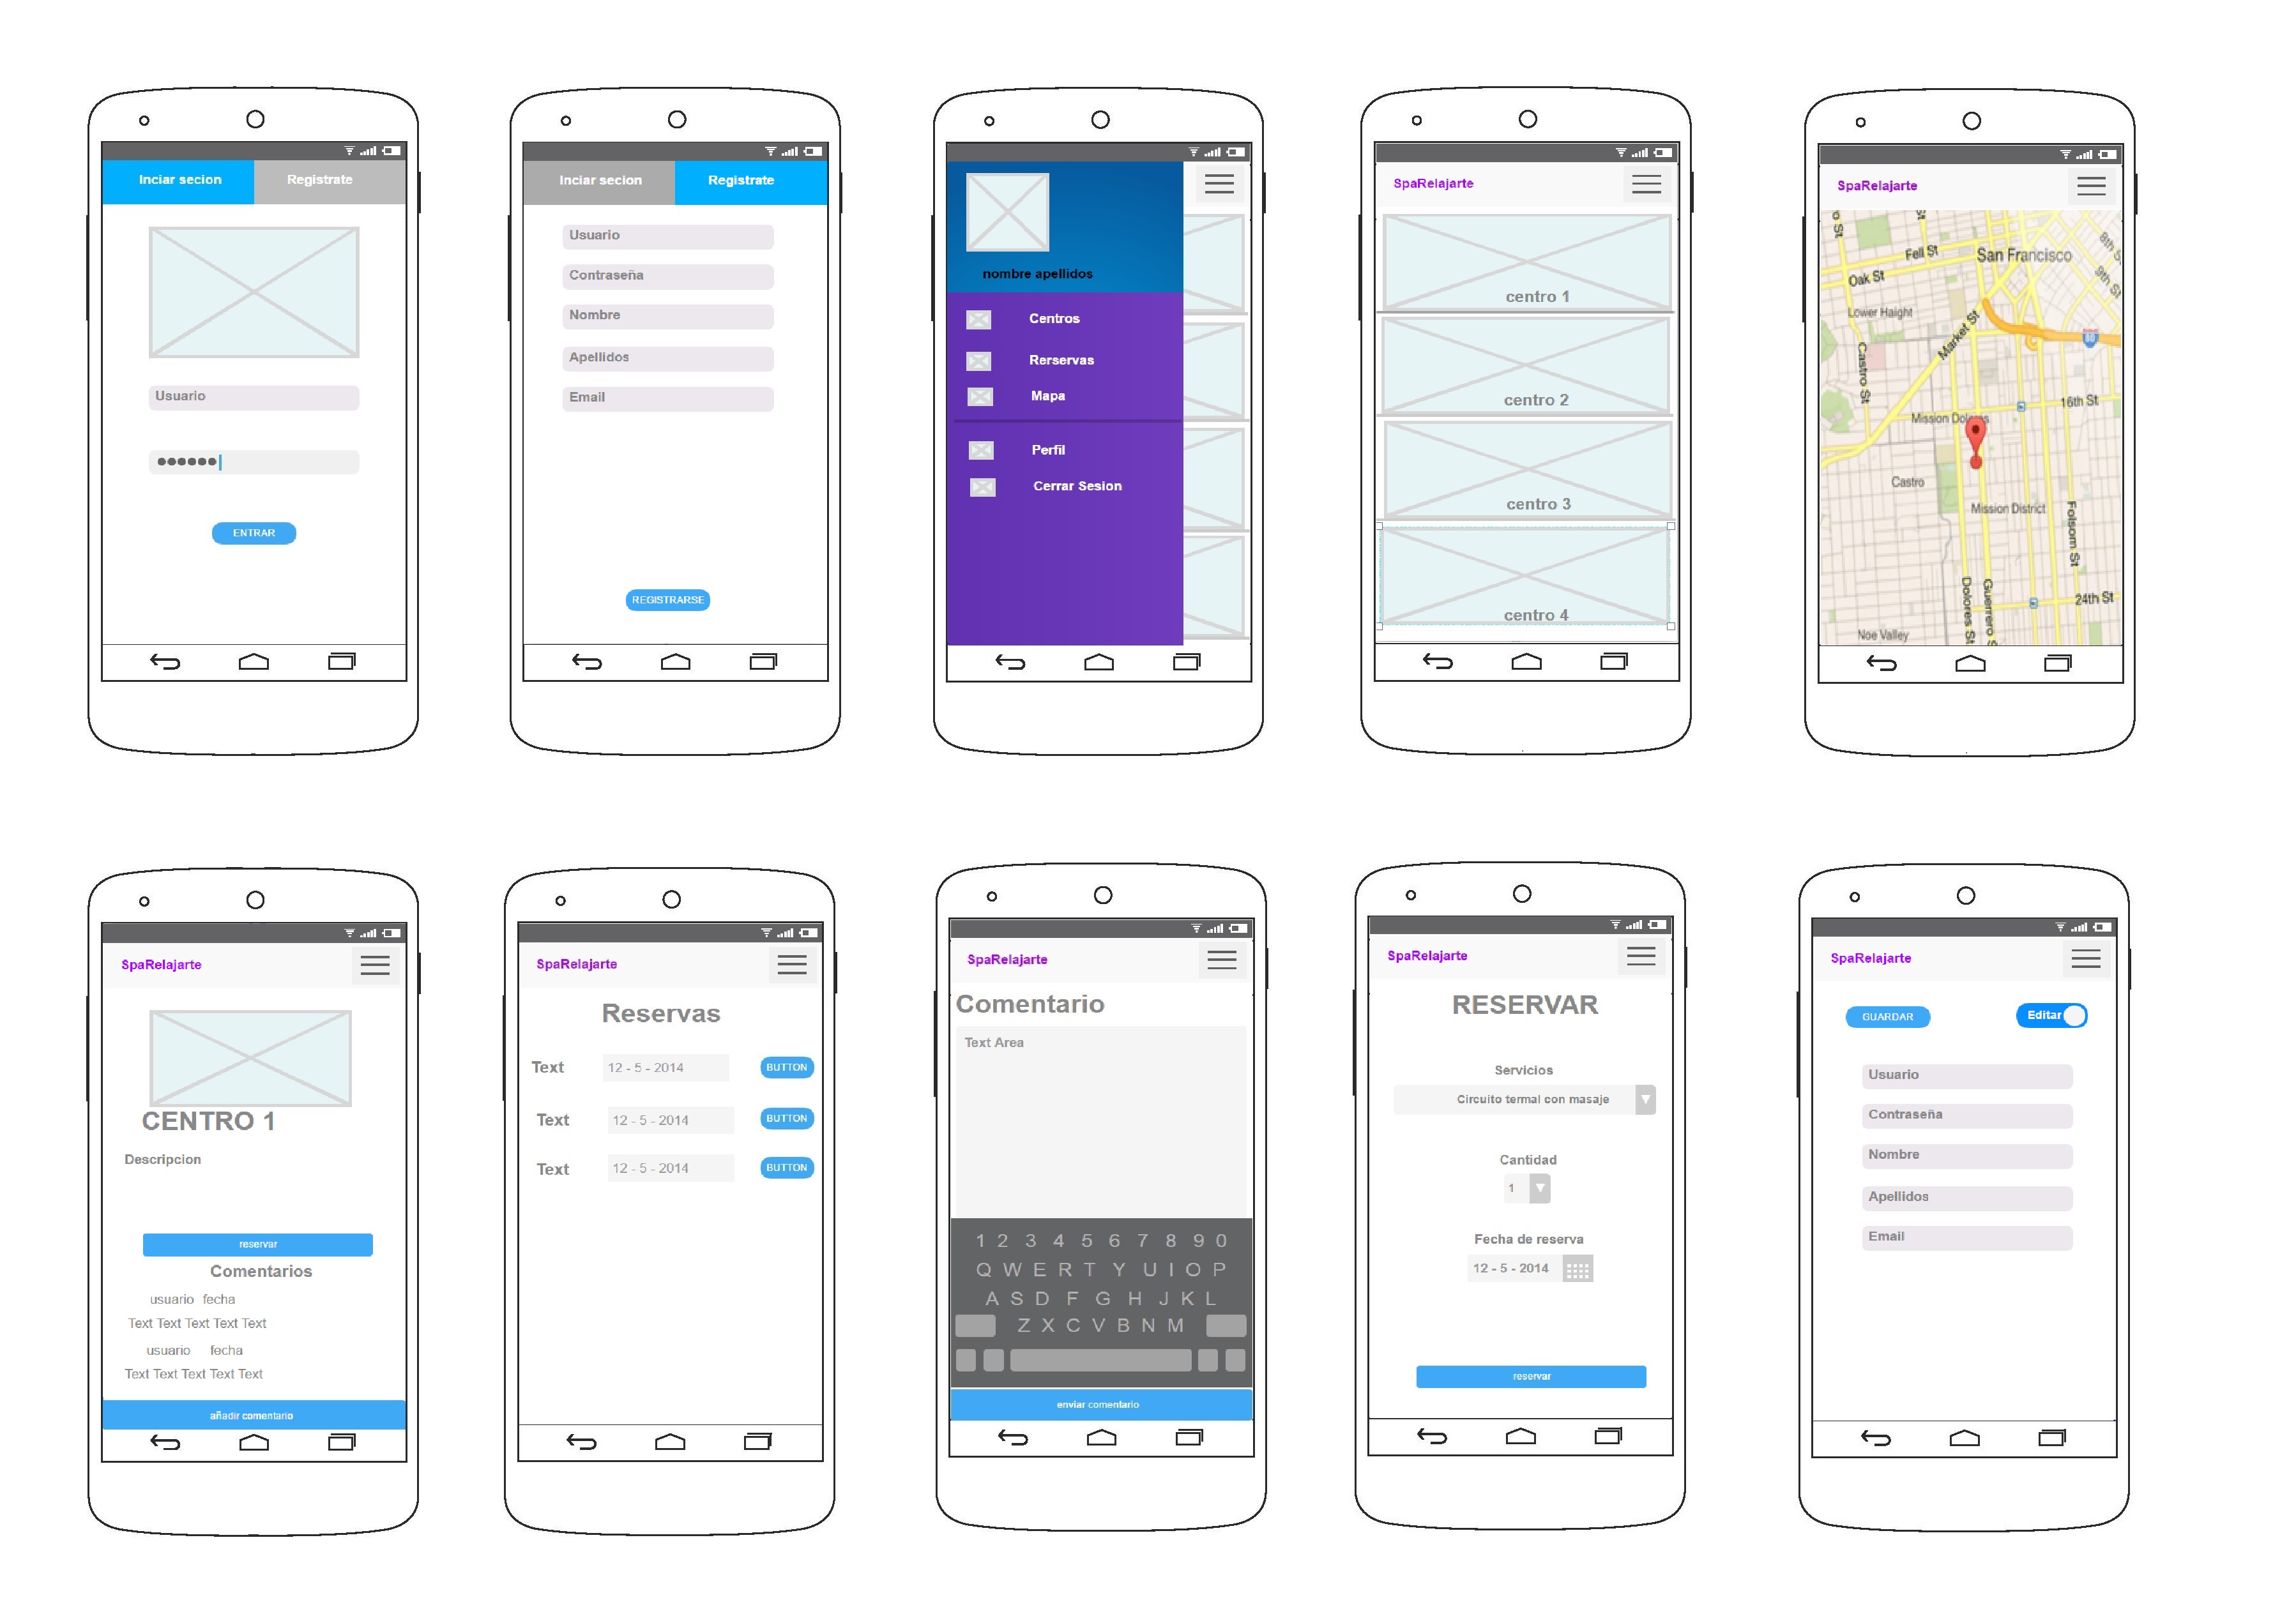 Inciar secion
Registrate
Usuario
ENTRAR
Inciar secion
Registrate
Usuario
Contraseña
Nombre
Apellidos
Email
REGISTRARSE
nombre apellidos
Centros
Rerservas
Mapa
Perfil
Cerrar Sesion
SpaRelajarte
centro 1
centro 2
centro 3
centro 4
SpaRelajarte
Fell St
San Francisco
8th St
9th St
Oak St
Lower Haight
Market St
80
Castro St
16th St
Mission Dolores
Castro
Mission District
Folsom St
Dolores St
Guerrero S
24th St
Noe Valley
SpaRelajarte
CENTRO 1
Descripcion
reservar
Comentarios
usuario fecha
Text Text Text Text Text
usuario fecha
Text Text Text Text Text
añadir comentario
SpaRelajarte
Reservas
Text 12 - 5 - 2014 BUTTON
Text 12 - 5 - 2014 BUTTON
Text 12 - 5 - 2014 BUTTON
SpaRelajarte
Comentario
Text Area
1 2 3 4 5 6 7 8 9 0
Q W E R T Y U I O P
A S D F G H J K L
Z X C V B N M
enviar comentario
SpaRelajarte
RESERVAR
Servicios
Circuito termal con masaje
Cantidad
1
Fecha de reserva
12 - 5 - 2014
reservar
SpaRelajarte
GUARDAR
Editar
Usuario
Contraseña
Nombre
Apellidos
Email